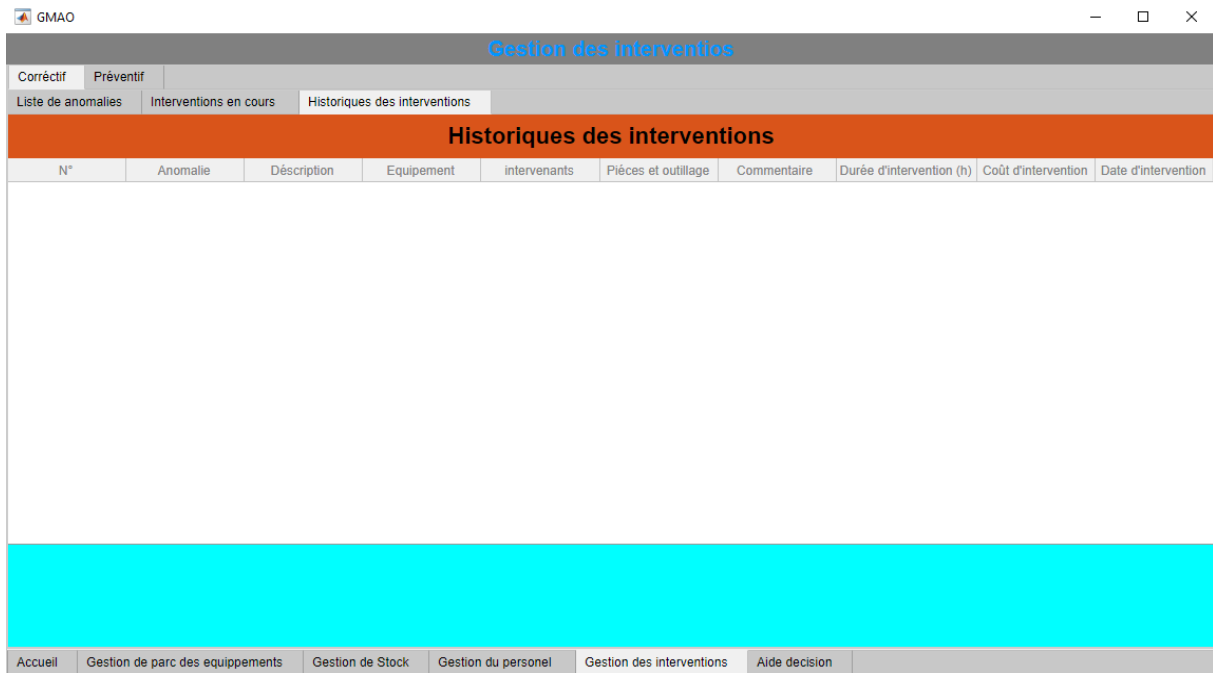 GMAO
Gestion des interventios
Corréctif Préventif
Liste de anomalies Interventions en cours Historiques des interventions
Historiques des interventions
N° Anomalie Déscription Equipement intervenants Piéces et outillage Commentaire Durée d'intervention (h) Coût d'intervention Date d'intervention
Accueil Gestion de parc des equippements Gestion de Stock Gestion du personel Gestion des interventions Aide decision